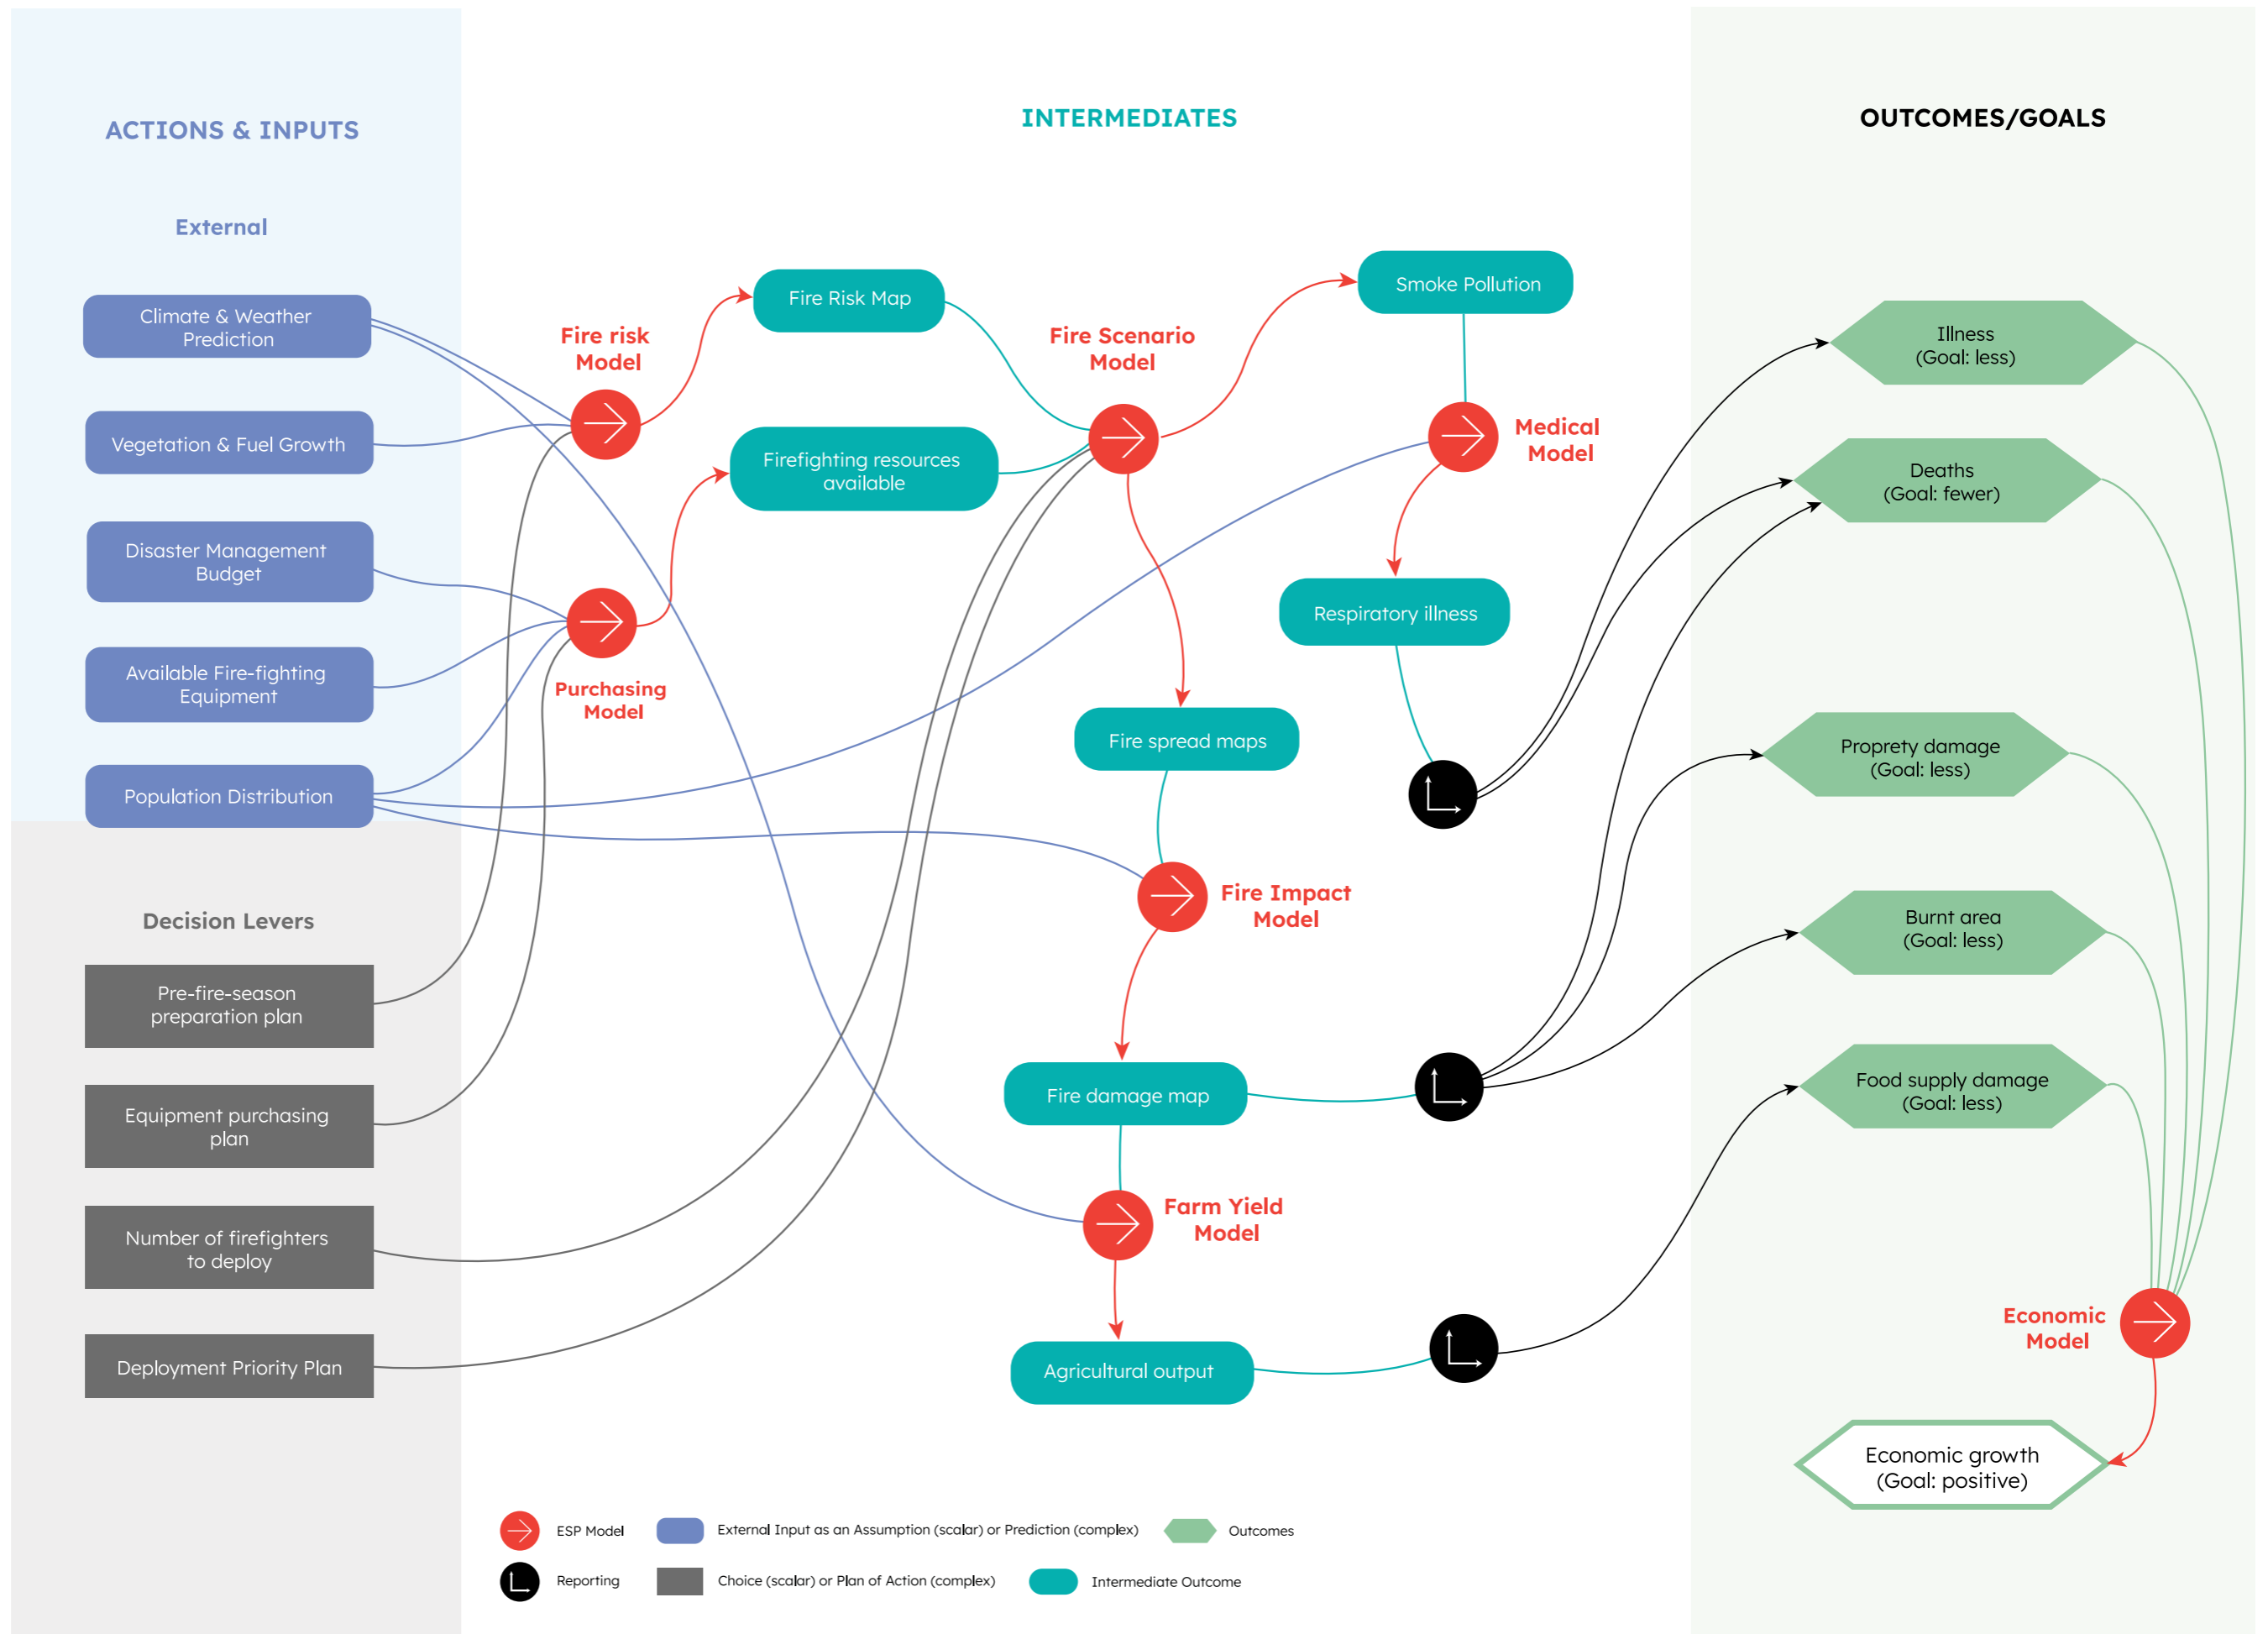 ACTIONS & INPUTS
External
Climate & Weather
Prediction
Vegetation & Fuel Growth
Disaster Management
Budget
Available Fire-fighting
Equipment
Population Distribution
Decision Levers
Pre-fire-season
preparation plan
Equipment purchasing
plan
Number of firefighters
to deploy
Deployment Priority Plan
INTERMEDIATES
Fire risk
Model
Purchasing
Model
Fire Risk Map
Firefighting resources
available
Fire Scenario
Model
Smoke Pollution
Medical
Model
Respiratory illness
Fire spread maps
Fire Impact
Model
Fire damage map
Farm Yield
Model
Agricultural output
OUTCOMES/GOALS
Illness
(Goal: less)
Deaths
(Goal: fewer)
Proprety damage
(Goal: less)
Burnt area
(Goal: less)
Food supply damage
(Goal: less)
Economic
Model
Economic growth
(Goal: positive)
ESP Model
External Input as an Assumption (scalar) or Prediction (complex)
Outcomes
Reporting
Choice (scalar) or Plan of Action (complex)
Intermediate Outcome